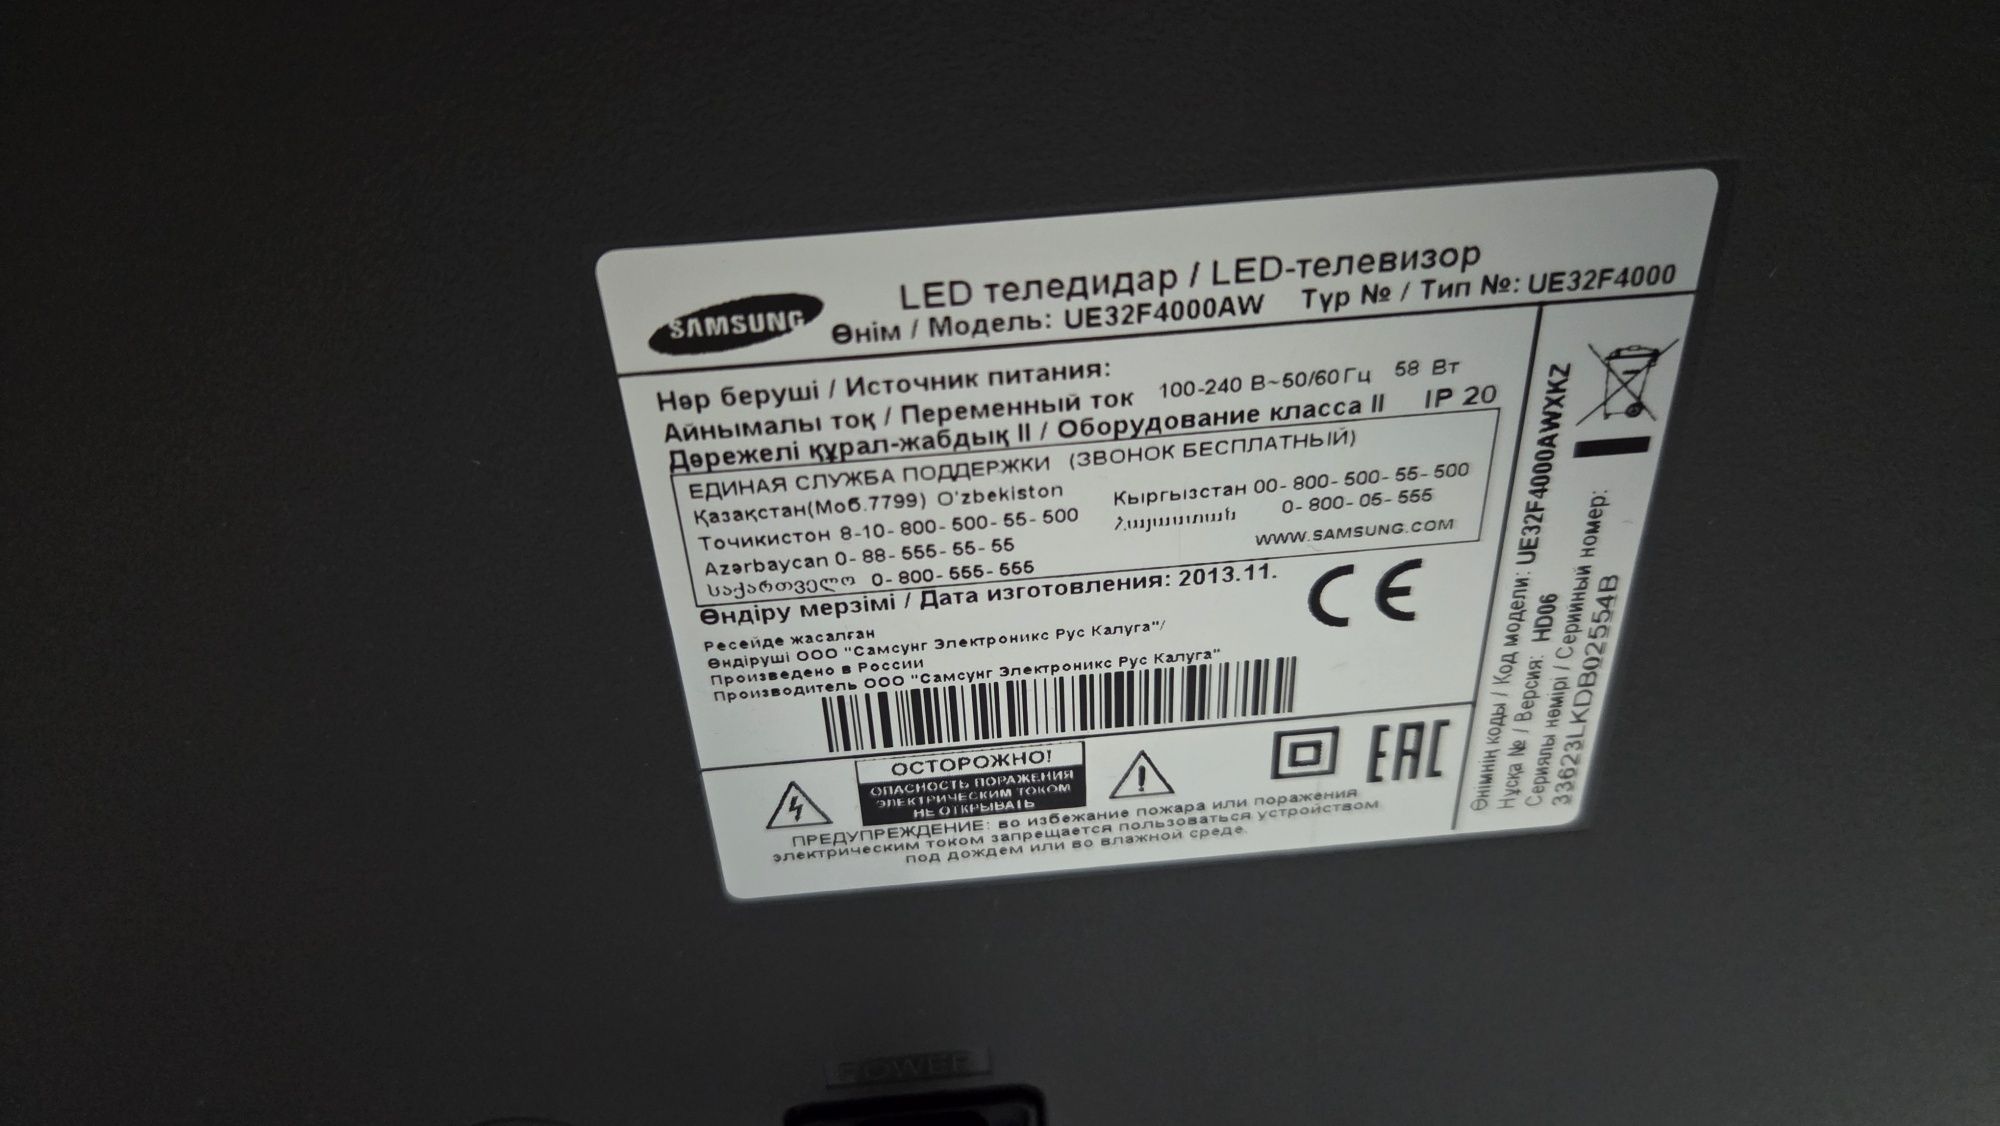 SAMSUNG
LED теледидар / LED-телевизор
Өнім / Модель: UE32F4000AW Түр № / Тип №: UE32F4000
Нәр беруші / Источник питания:
Айнымалы ток / Переменный ток 100-240 В~50/60Гц 58 Вт
Дәрежелі құрал-жабдық II / Оборудование класса II IP 20
ЕДИНАЯ СЛУЖБА ПОДДЕРЖКИ (ЗВОНОК БЕСПЛАТНЫЙ)
Қазақстан(Моб.7799) O'zbekiston
Тоҷикистон 8-10-800-500-55-500
Azərbaycan 0-88-555-55-55
საქართველო 0-800-555-555
Кыргызстан 00-800-500-55-500
Հայաստան 0-800-05-555
WWW.SAMSUNG.COM
Өндіру мерзімі / Дата изготовления: 2013.11.
Ресейде жасалған
Өндіруші ООО "Самсунг Электроникс Рус Калуга"/
Произведено в России
Производитель ООО "Самсунг Электроникс Рус Калуга"
CE
ОСТОРОЖНО!
ОПАСНОСТЬ ПОРАЖЕНИЯ
ЭЛЕКТРИЧЕСКИМ ТОКОМ
НЕ ОТКРЫВАТЬ
EAC
ПРЕДУПРЕЖДЕНИЕ: во избежание пожара или поражения
электрическим током запрещается пользоваться устройством
под дождем или во влажной среде.
Өнімнің коды / Код модели: UE32F4000AWXKZ
Нұсқа № / Версия: HD06
Сериялы нөмірі / Серийный номер:
33623LKDB02554B
POWER